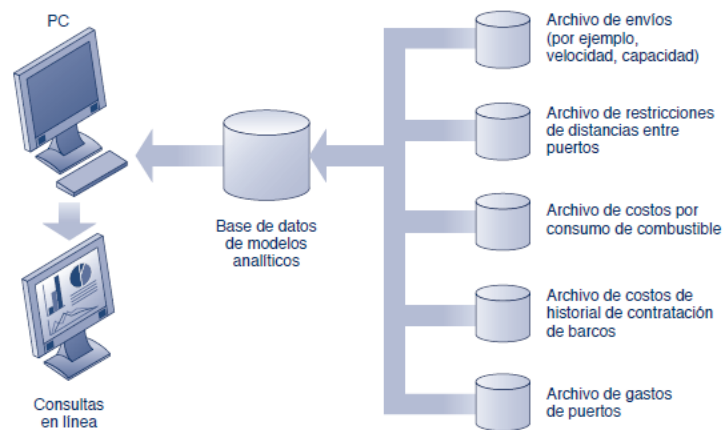 PC
Archivo de envíos
(por ejemplo,
velocidad, capacidad)
Archivo de restricciones
de distancias entre
puertos
Base de datos
de modelos
analíticos
Archivo de costos por
consumo de combustible
Archivo de costos de
historial de contratación
de barcos
Archivo de gastos
de puertos
Consultas
en línea